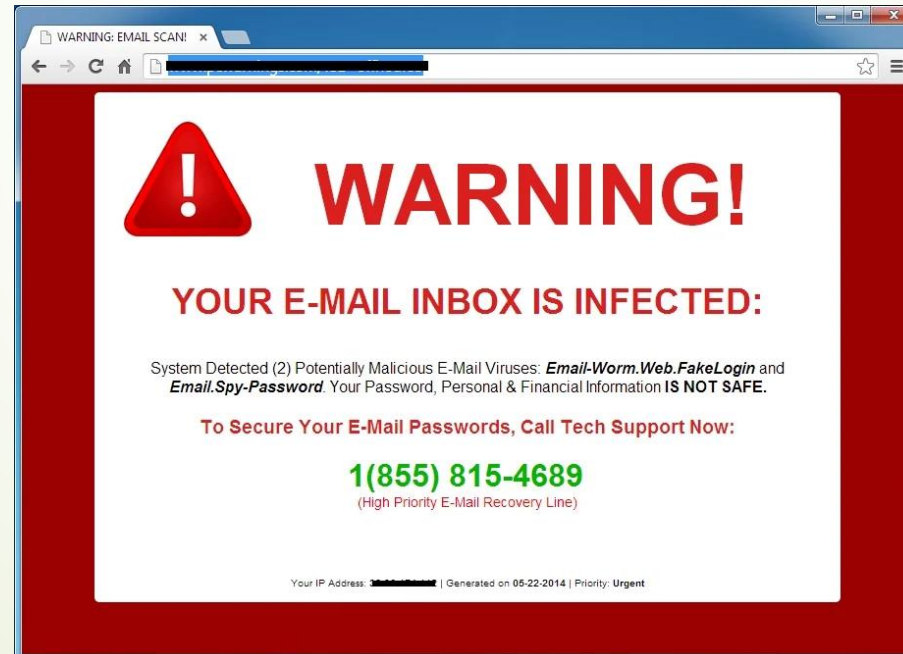 WARNING: EMAIL SCAN!
!
WARNING!
YOUR E-MAIL INBOX IS INFECTED:
System Detected (2) Potentially Malicious E-Mail Viruses: Email-Worm.Web.FakeLogin and
Email.Spy-Password. Your Password, Personal & Financial Information IS NOT SAFE.
To Secure Your E-Mail Passwords, Call Tech Support Now:
1(855) 815-4689
(High Priority E-Mail Recovery Line)
Your IP Address: | Generated on 05-22-2014 | Priority: Urgent